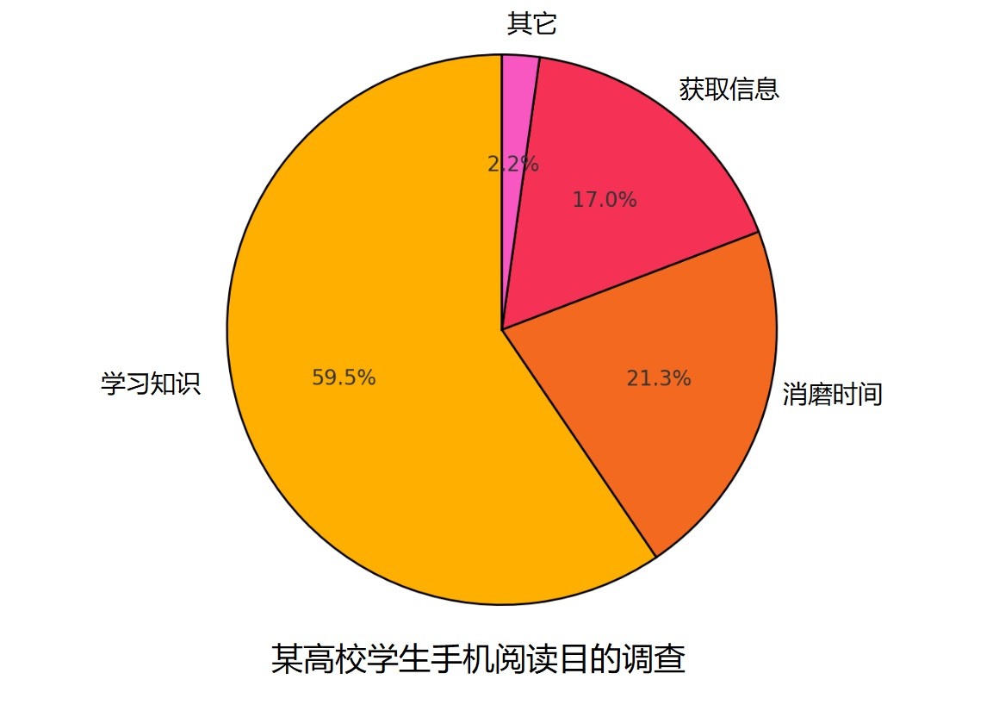 其它
获取信息
2.2%
17.0%
学习知识
59.5%
21.3%
消磨时间
某高校学生手机阅读目的调查